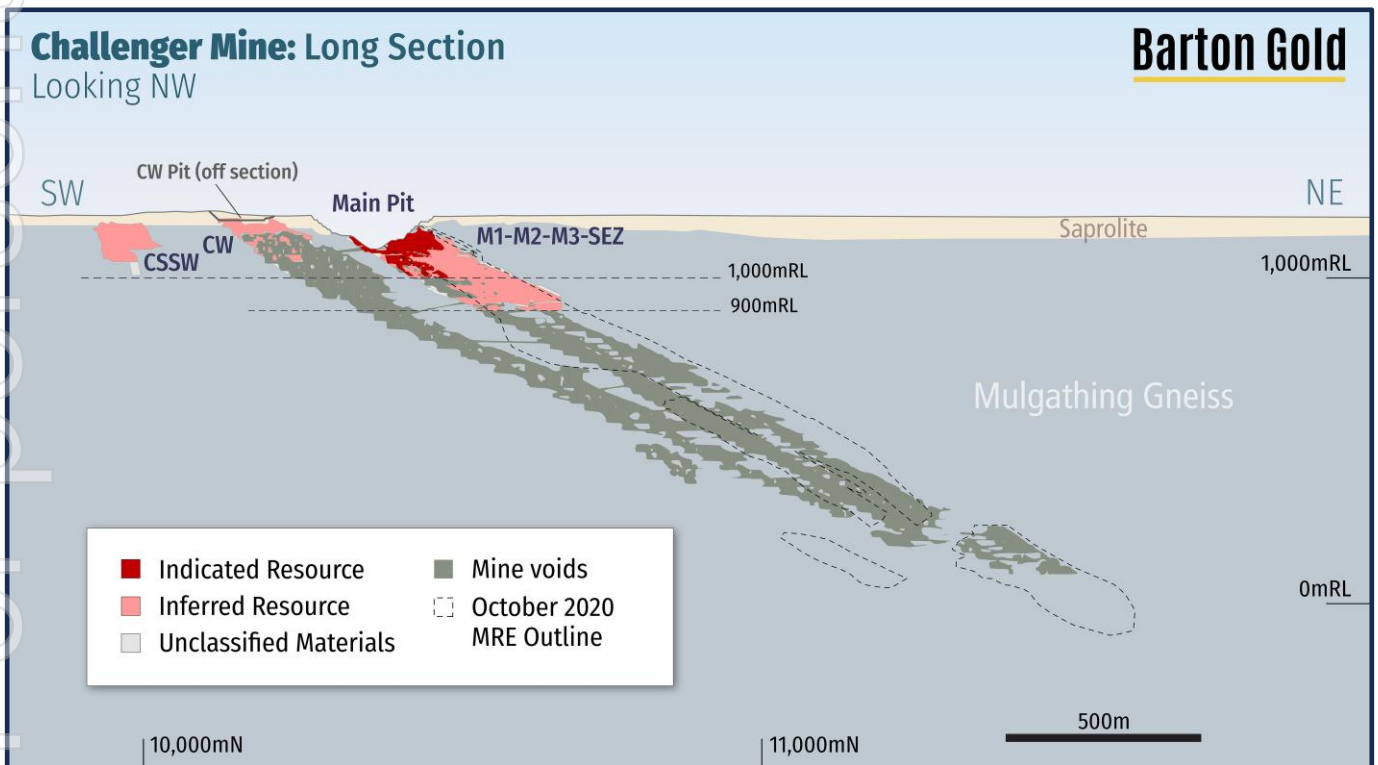 Challenger Mine: Long Section
Looking NW
Barton Gold
CW Pit (off section)
SW
Main Pit
NE
CW
CSSW
M1-M2-M3-SEZ
Saprolite
1,000mRL
1,000mRL
900mRL
Mulgathing Gneiss
Indicated Resource
Inferred Resource
Unclassified Materials
Mine voids
October 2020
MRE Outline
0mRL
500m
10,000mN
11,000mN